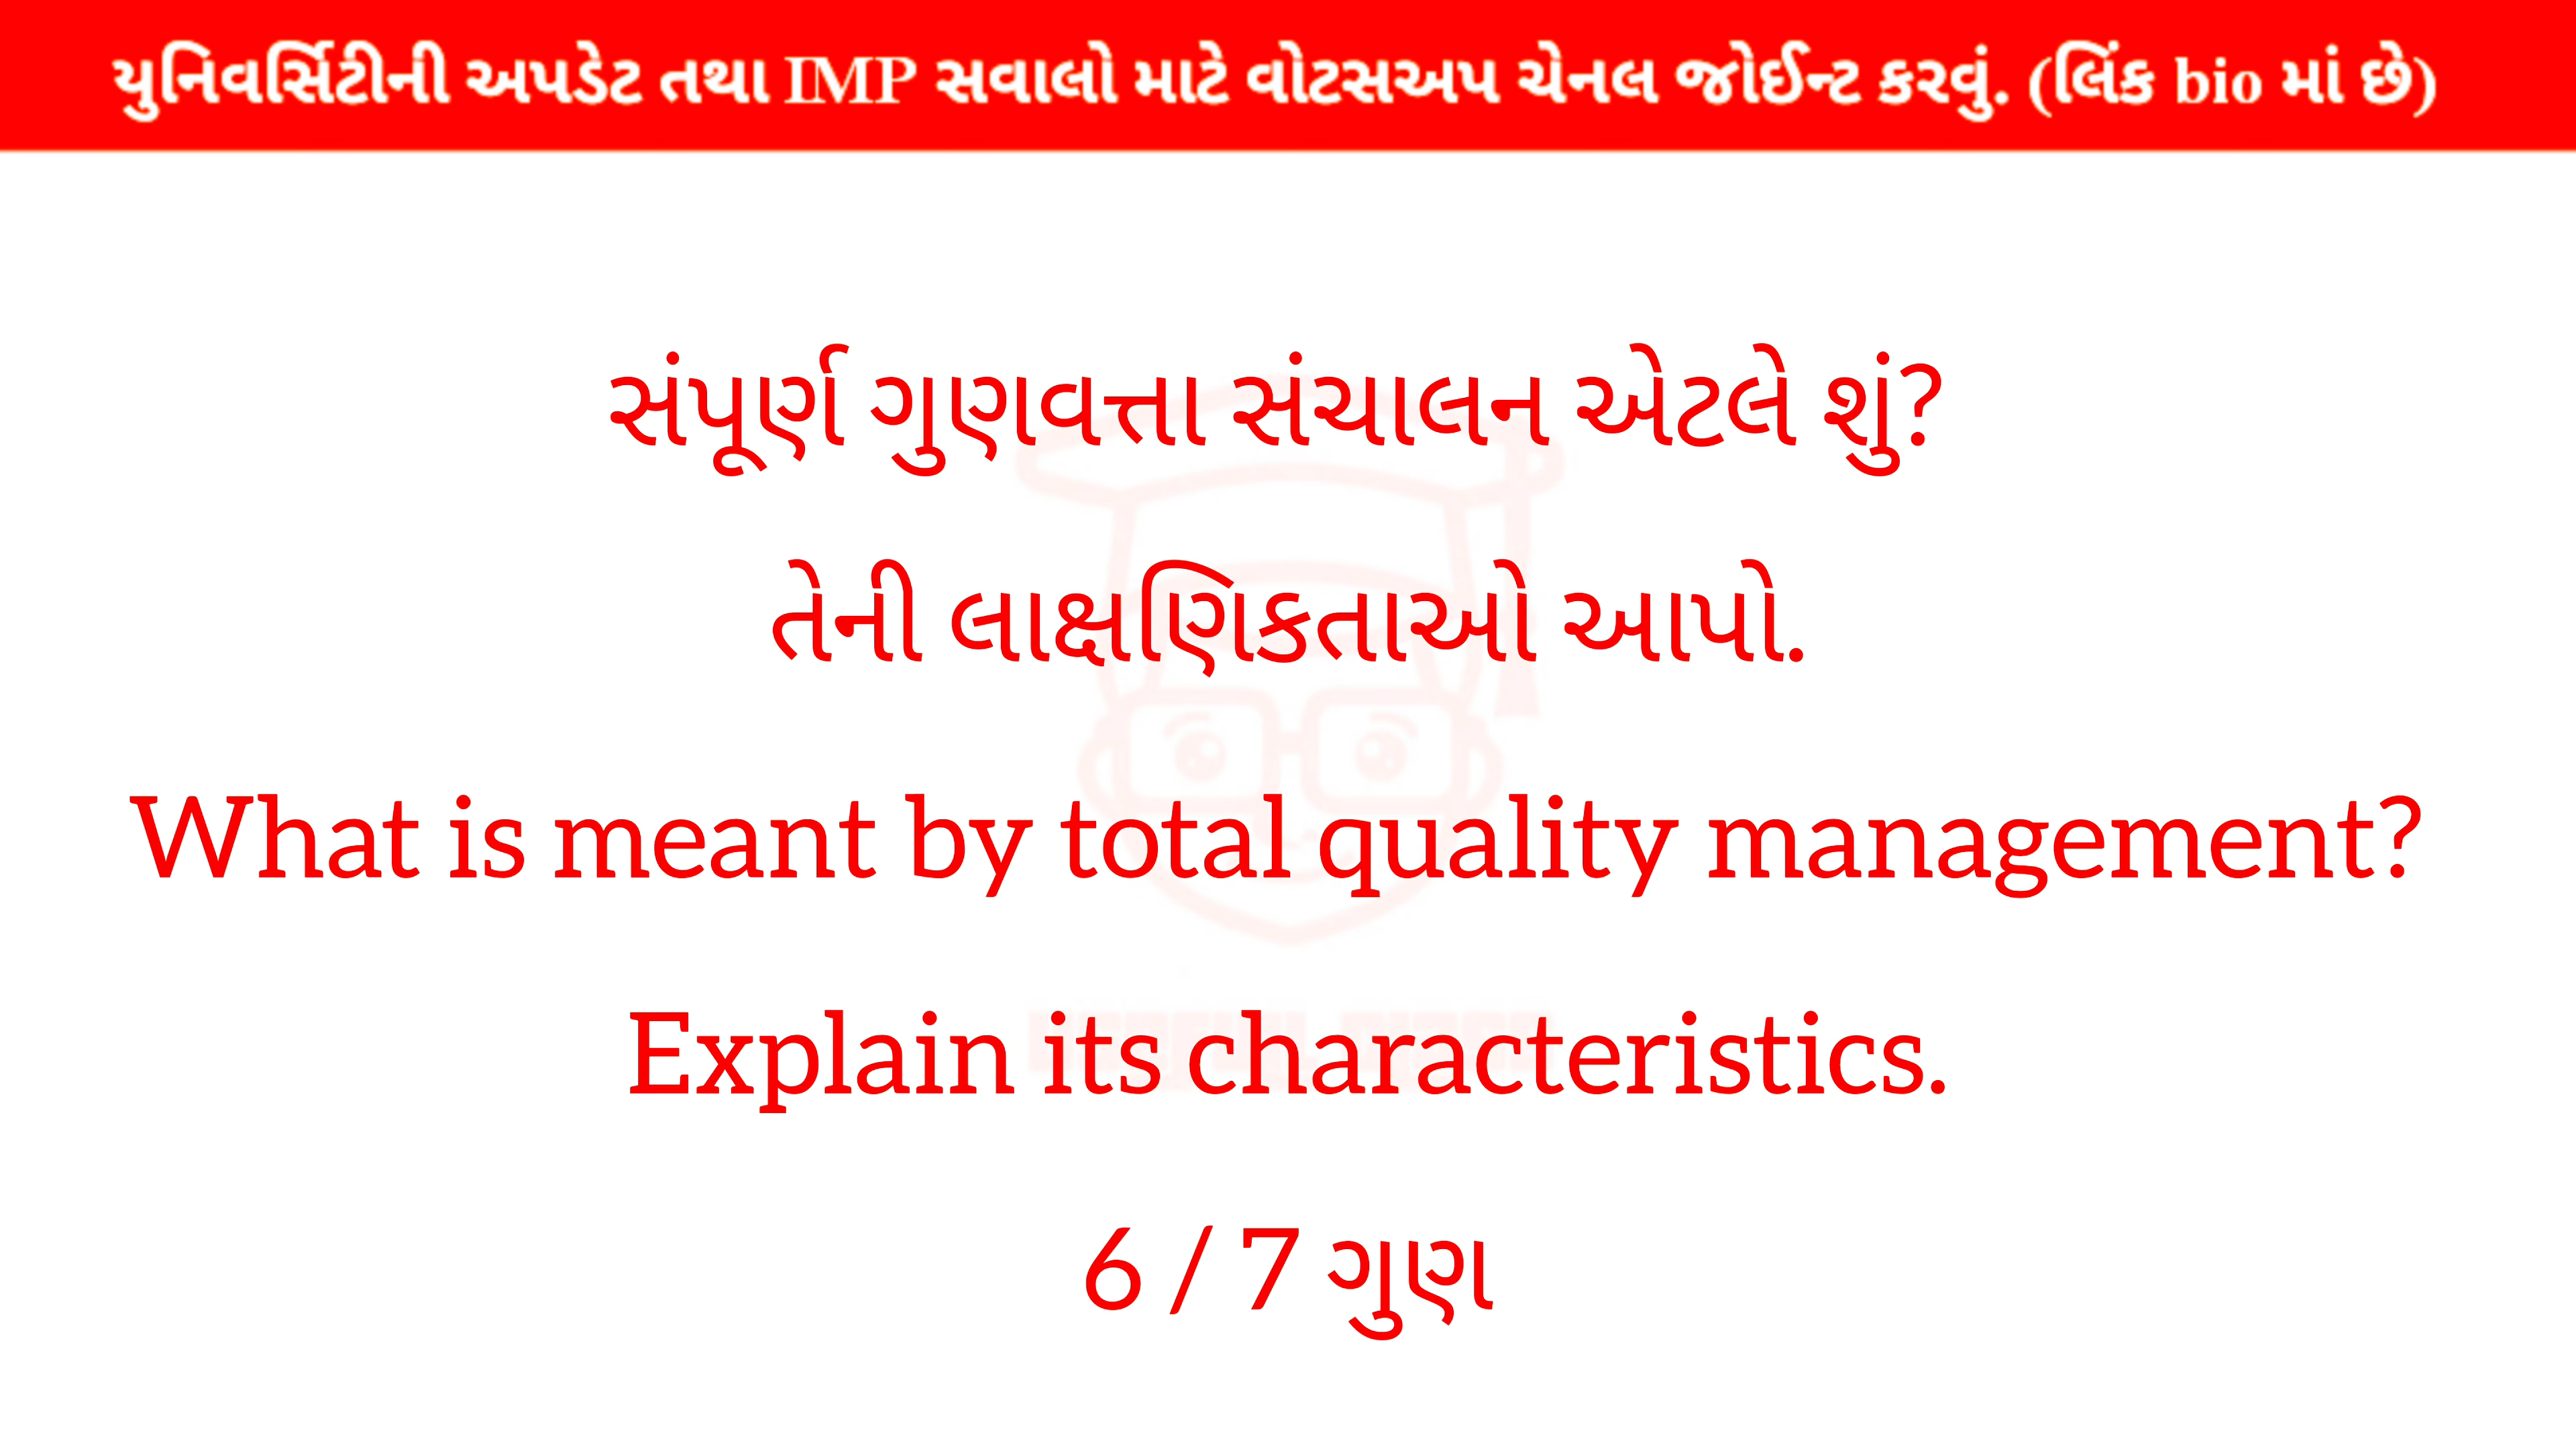 યુનિવર્સિટીની અપડેટ તથા IMP સવાલો માટે વોટસઅપ ચેનલ જોઈન્ટ કરવું. (લિંક bio માં છે)
સંપૂર્ણ ગુણવત્તા સંચાલન એટલે શું?
તેની લાક્ષણિકતાઓ આપો.
What is meant by total quality management?
Explain its characteristics.
6 / 7 ગુણ